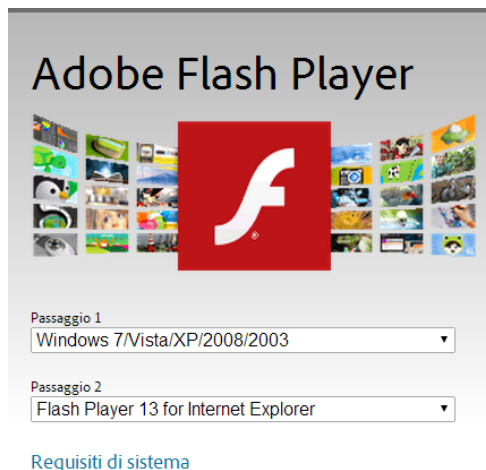 Adobe Flash Player
Passaggio 1
Windows 7/Vista/XP/2008/2003
Passaggio 2
Flash Player 13 for Internet Explorer
Requisiti di sistema